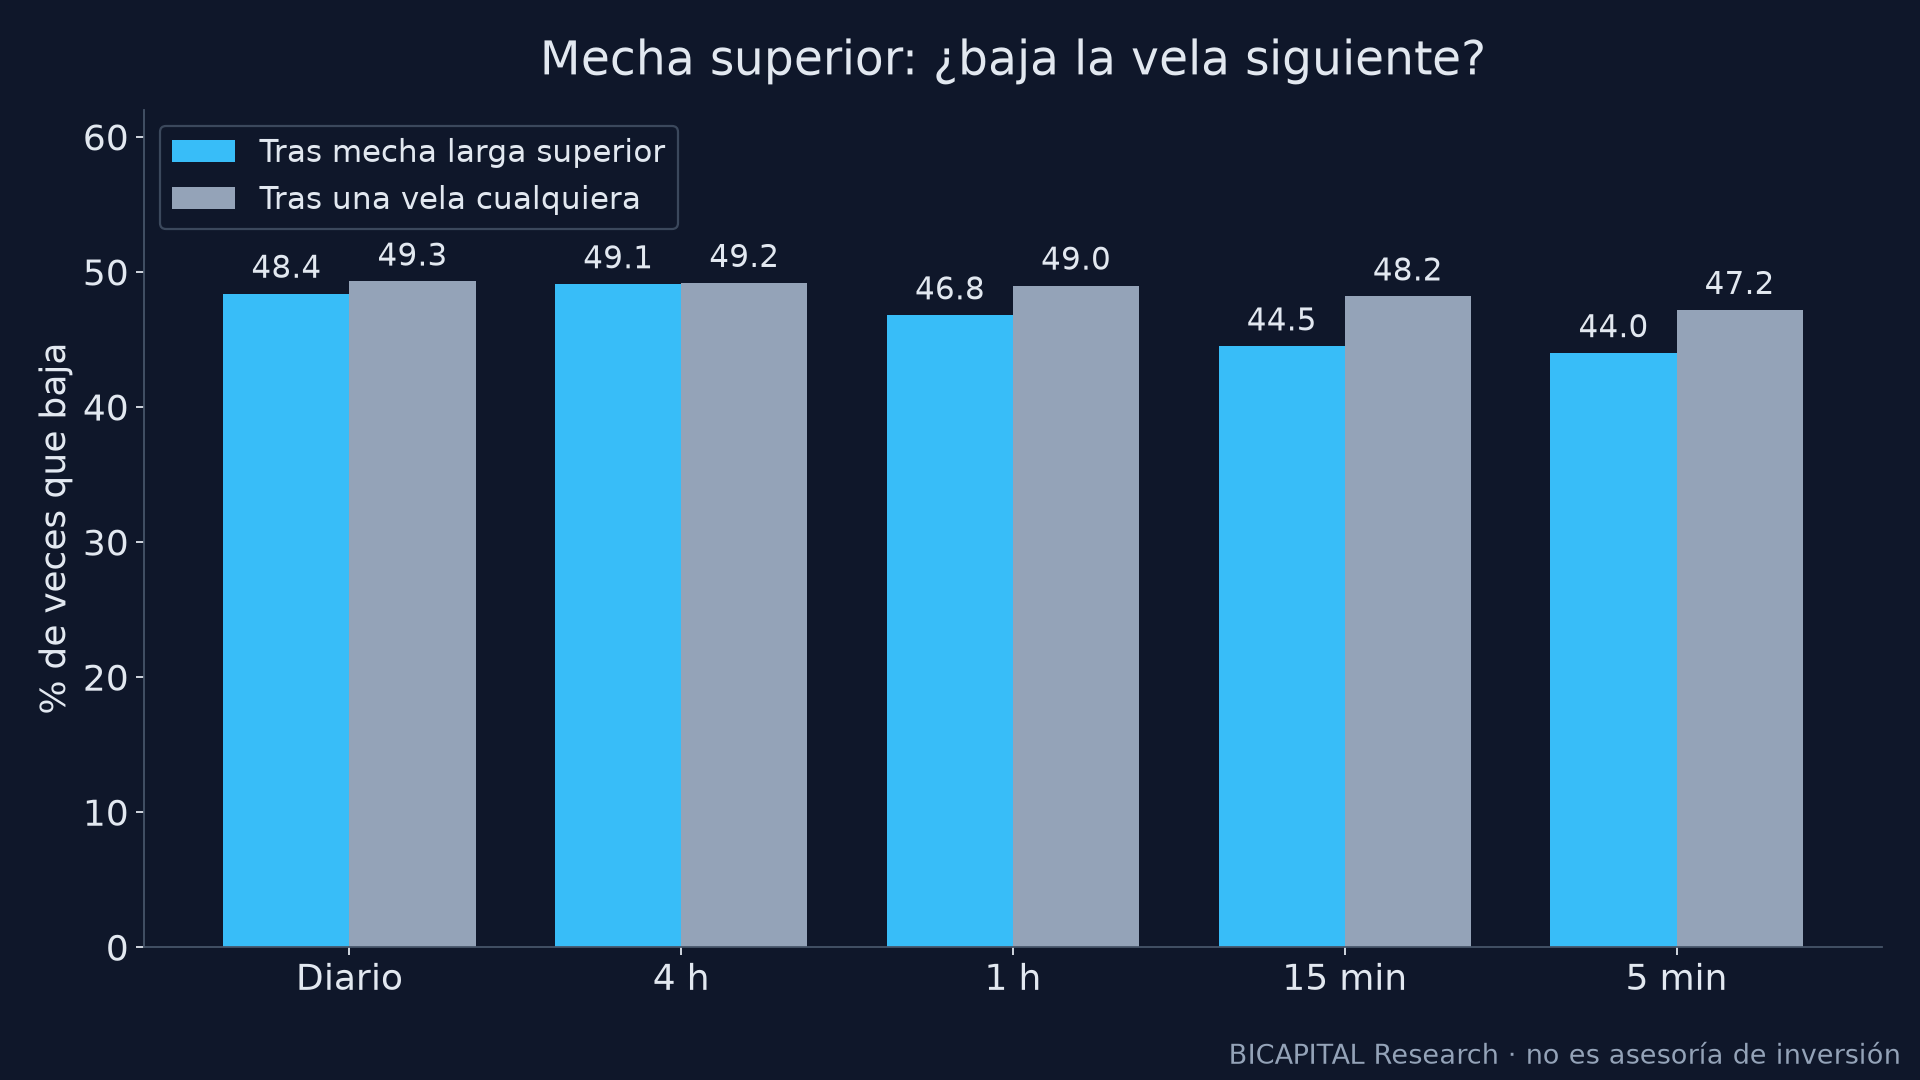 Mecha superior: ¿baja la vela siguiente?
Tras mecha larga superior
Tras una vela cualquiera
% de veces que baja
60
50
40
30
20
10
0
48.4
49.3
49.1
49.2
46.8
49.0
44.5
48.2
44.0
47.2
Diario
4 h
1 h
15 min
5 min
BICAPITAL Research · no es asesoría de inversión